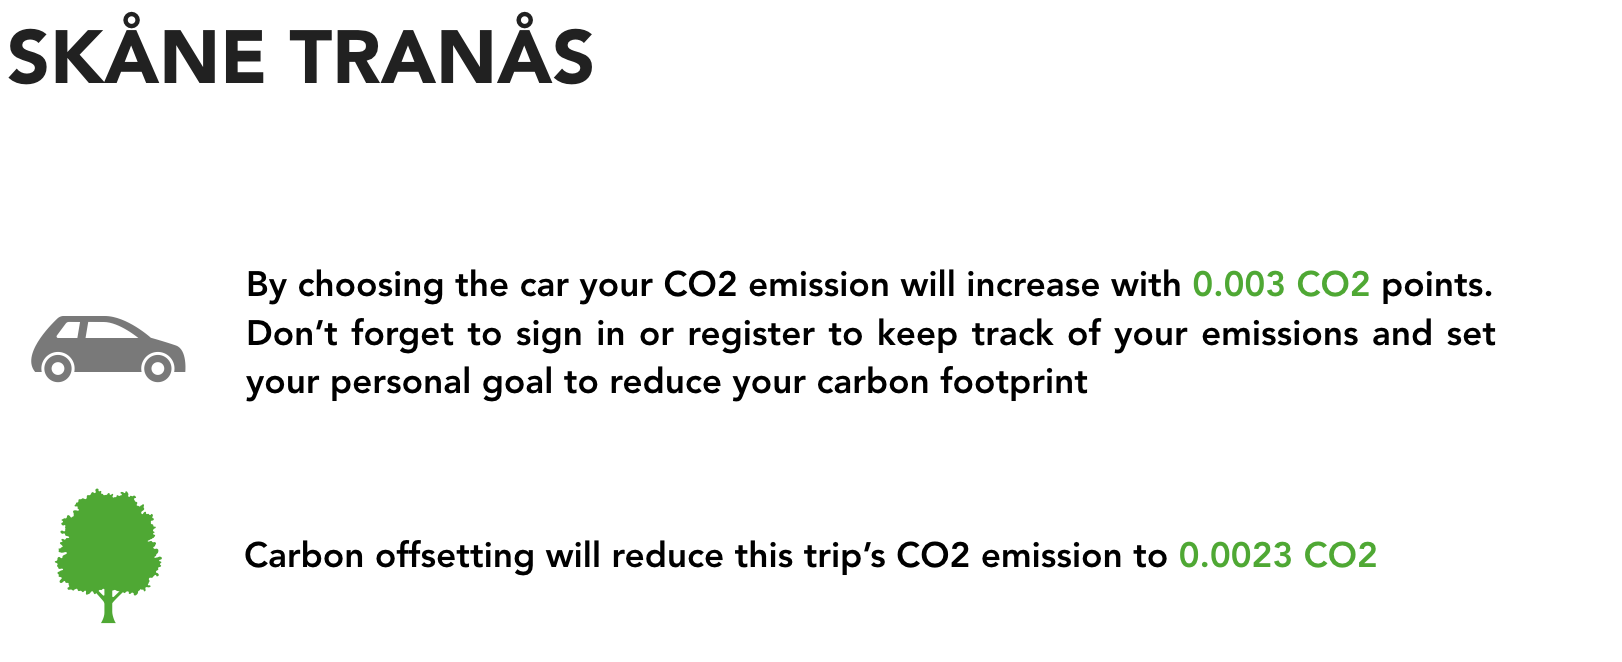 SKÅNE TRANÅS
By choosing the car your CO2 emission will increase with 0.003 CO2 points.
Don’t forget to sign in or register to keep track of your emissions and set
your personal goal to reduce your carbon footprint
Carbon offsetting will reduce this trip’s CO2 emission to 0.0023 CO2